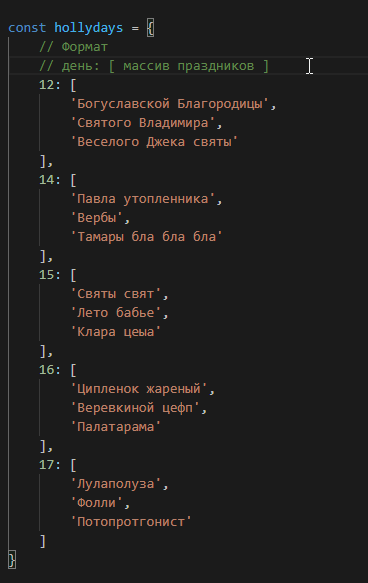 const hollydays = {
// Формат
// день: [ массив праздников ]
12: [
'Богуславской Благородицы',
'Святого Владимира',
'Веселого Джека святы'
],
14: [
'Павла утопленника',
'Вербы',
'Тамары бла бла бла'
],
15: [
'Святы свят',
'Лето бабье',
'Клара цеыа'
],
16: [
'Ципленок жареный',
'Веревкиной цефп',
'Палатарама'
],
17: [
'Лулаполуза',
'Фолли',
'Потопротгонист'
]
}